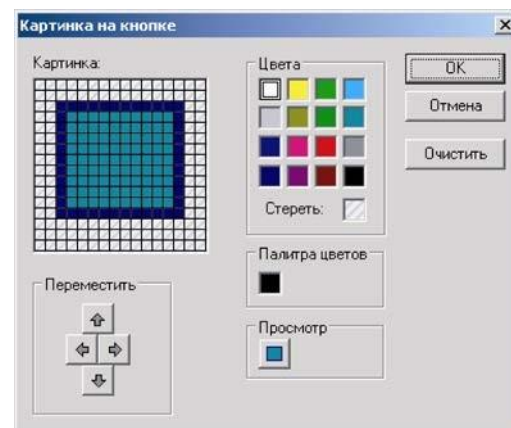 Картинка на кнопке
Картинка:
Цвета
OK
Отмена
Очистить
Стереть:
Палитра цветов
Переместить
Просмотр